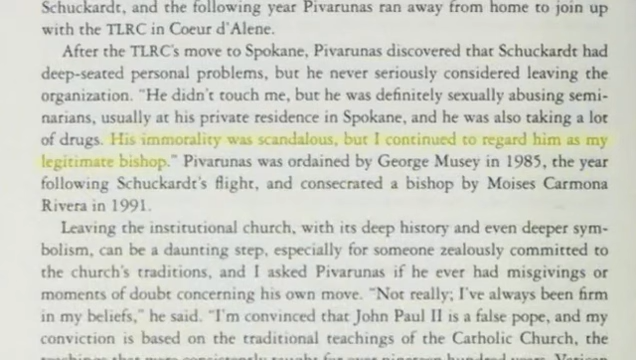 Schuckardt, and the following year Pivarunas ran away from home to join up
with the TLRC in Coeur d'Alene.
After the TLRC's move to Spokane, Pivarunas discovered that Schuckardt had
deep-seated personal problems, but he never seriously considered leaving the
organization. "He didn't touch me, but he was definitely sexually abusing semi-
narians, usually at his private residence in Spokane, and he was also taking a lot
of drugs. His immorality was scandalous, but I continued to regard him as my
legitimate bishop." Pivarunas was ordained by George Musey in 1985, the year
following Schuckardt's flight, and consecrated a bishop by Moises Carmona
Rivera in 1991.
Leaving the institutional church, with its deep history and even deeper sym-
bolism, can be a daunting step, especially for someone zealously committed to
the church's traditions, and I asked Pivarunas if he ever had misgivings or
moments of doubt concerning his own move. "Not really; I've always been firm
in my beliefs," he said. "I'm convinced that John Paul II is a false pope, and my
conviction is based on the traditional teachings of the Catholic Church, the